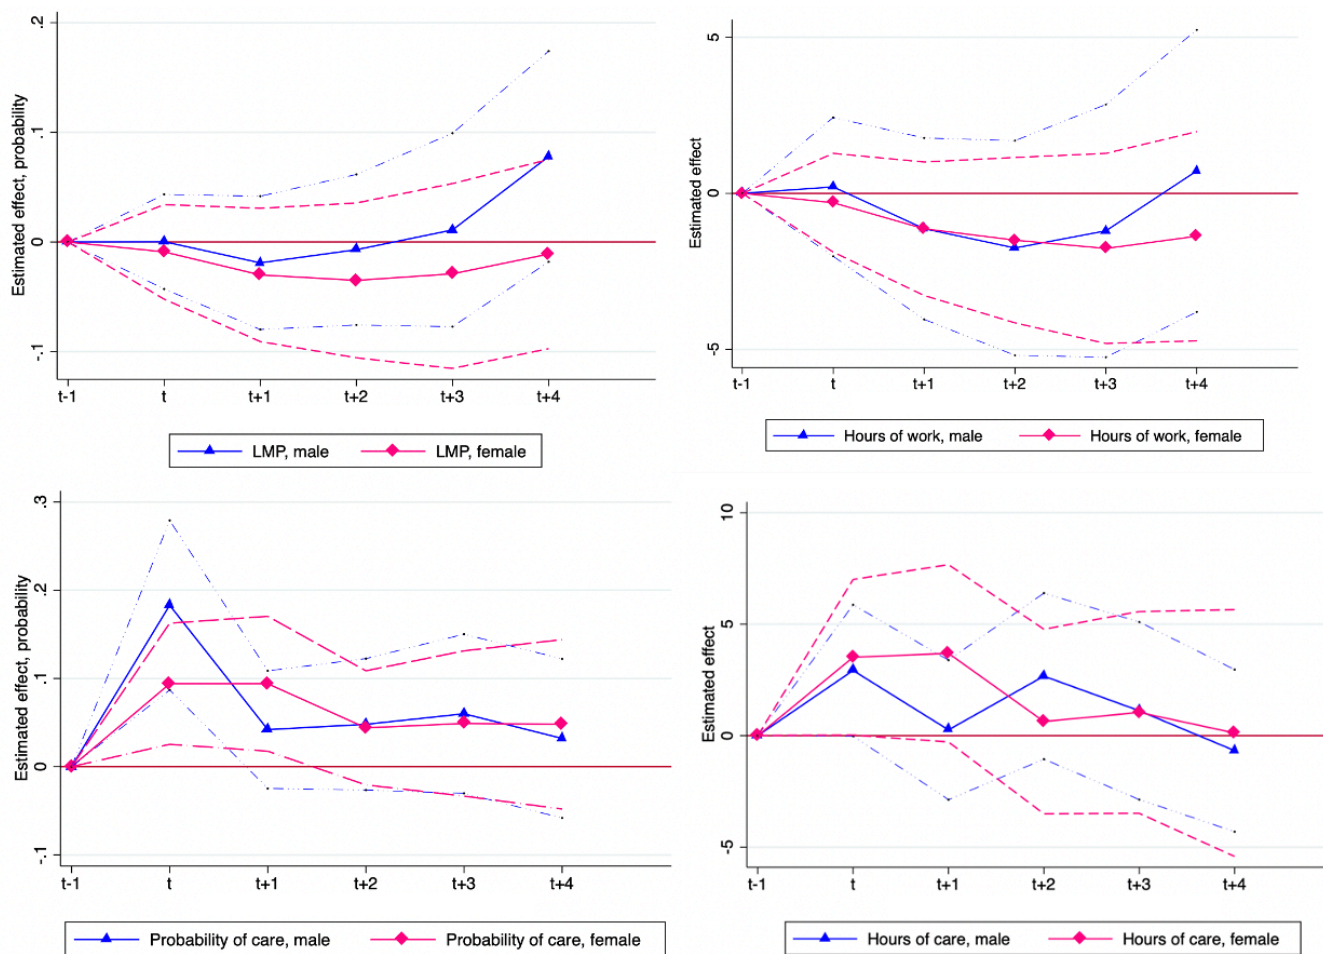 Estimated effect, probability
.2
.1
0
-.1
t-1 t t+1 t+2 t+3 t+4
LMP, male LMP, female
Estimated effect
5
0
-5
t-1 t t+1 t+2 t+3 t+4
Hours of work, male Hours of work, female
Estimated effect, probability
.3
.2
.1
0
-.1
t-1 t t+1 t+2 t+3 t+4
Probability of care, male Probability of care, female
Estimated effect
10
5
0
-5
t-1 t t+1 t+2 t+3 t+4
Hours of care, male Hours of care, female